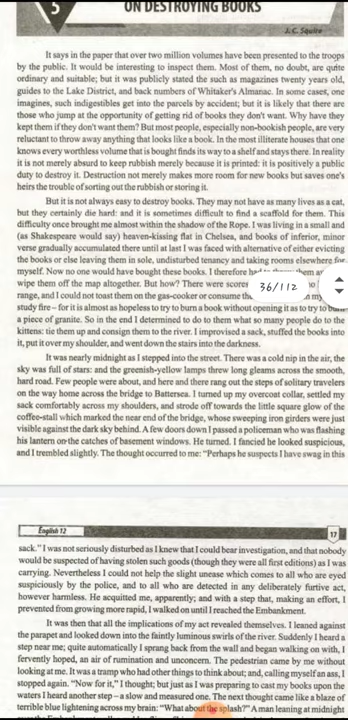 5
ON DESTROYING BOOKS
J.C. Squire
It says in the paper that over two million volumes have been presented to the troops
by the public. It would be interesting to inspect them. Most of them, no doubt, are quite
ordinary and suitable; but it was publicly stated the such as magazines twenty years old,
guides to the Lake District, and back numbers of Whitaker's Almanac. In some cases, one
imagines, such indigestibles get into the parcels by accident; but it is likely that there are
those who jump at the opportunity of getting rid of books they don't want. Why have they
kept them if they don't want them? But most people, especially non-bookish people, are very
reluctant to throw away anything that looks like a book. In the most illiterate houses that one
knows every worthless volume that is bought finds its way to a shelf and stays there. In reality
it is not merely absurd to keep rubbish merely because it is printed: it is positively a public
duty to destroy it. Destruction not merely makes more room for new books but saves one's
heirs the trouble of sorting out the rubbish or storing it.
But it is not always easy to destroy books. They may not have as many lives as a cat,
but they certainly die hard: and it is sometimes difficult to find a scaffold for them. This
difficulty once brought me almost within the shadow of the Rope. I was living in a small and
(as Shakespeare would say) heaven-kissing flat in Chelsea, and books of inferior, minor
verse gradually accumulated there until at last I was faced with alternative of either evicting
the books or else leaving them in sole, undisturbed tenancy and taking rooms elsewhere for
myself. Now no one would have bought these books. I therefore
wipe them off the map altogether. But how? There were scores
range, and I could not toast them on the gas-cooker or consume
study fire – for it is almost as hopeless to try to burn a book without opening it as to try to
a piece of granite. So in the end I determined to do to them what so many people do to the
kittens: tie them up and consign them to the river. I improvised a sack, stuffed the books into
it, put it over my shoulder, and went down the stairs into the darkness.
36/112
It was nearly midnight as I stepped into the street. There was a cold nip in the air, the
sky was full of stars: and the greenish-yellow lamps threw long gleams across the smooth,
hard road. Few people were about, and here and there rang out the steps of solitary travelers
on the way home across the bridge to Battersea. I turned up my overcoat collar, settled my
sack comfortably across my shoulders, and strode off towards the little square glow of the
coffee-stall which marked the near end of the bridge, whose sweeping iron girders were just
visible against the dark sky behind. A few doors down I passed a policeman who was flashing
his lantern on the catches of basement windows. He turned. I fancied he looked suspicious,
and I trembled slightly. The thought occurred to me: "Perhaps he suspects I have swag in this
English 12
17
sack." I was not seriously disturbed as I knew that I could bear investigation, and that nobody
would be suspected of having stolen such goods (though they were all first editions) as I was
carrying. Nevertheless I could not help the slight unease which comes to all who are eyed
suspiciously by the police, and to all who are detected in any deliberately furtive act,
however harmless. He acquitted me, apparently; and with a step that, making an effort, I
prevented from growing more rapid, I walked on until I reached the Embankment.
It was then that all the implications of my act revealed themselves. I leaned against
the parapet and looked down into the faintly luminous swirls of the river. Suddenly I heard a
step near me; quite automatically I sprang back from the wall and began walking on with, I
fervently hoped, an air of rumination and unconcern. The pedestrian came by me without
looking at me. It was a tramp who had other things to think about; and, calling myself an ass, I
stopped again. "Now for it," I thought; but just as I was preparing to cast my books upon the
waters I heard another step – a slow and measured one. The next thought came like a blaze of
terrible blue lightening across my brain: "What about the splash?" A man leaning at midnight